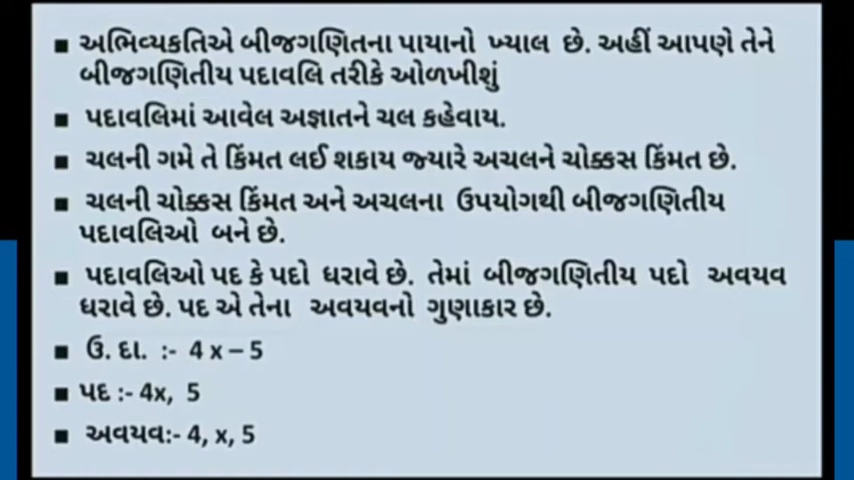 ▪ અભિવ્યકતિએ બીજગણિતના પાયાનો ખ્યાલ છે. અહીં આપણે તેને
બીજગણિતીય પદાવલિ તરીકે ઓળખીશું
▪ પદાવલિમાં આવેલ અજ્ઞાતને ચલ કહેવાય.
▪ ચલની ગમે તે કિંમત લઈ શકાય જ્યારે અચલને ચોક્કસ કિંમત છે.
▪ ચલની ચોક્કસ કિંમત અને અચલના ઉપયોગથી બીજગણિતીય
પદાવલિઓ બને છે.
▪ પદાવલિઓ પદ કે પદો ધરાવે છે. તેમાં બીજગણિતીય પદો અવયવ
ધરાવે છે. પદ એ તેના અવયવનો ગુણાકાર છે.
▪ ઉ. દા. :- 4 x – 5
▪ પદ :- 4x, 5
▪ અવયવ:- 4, x, 5